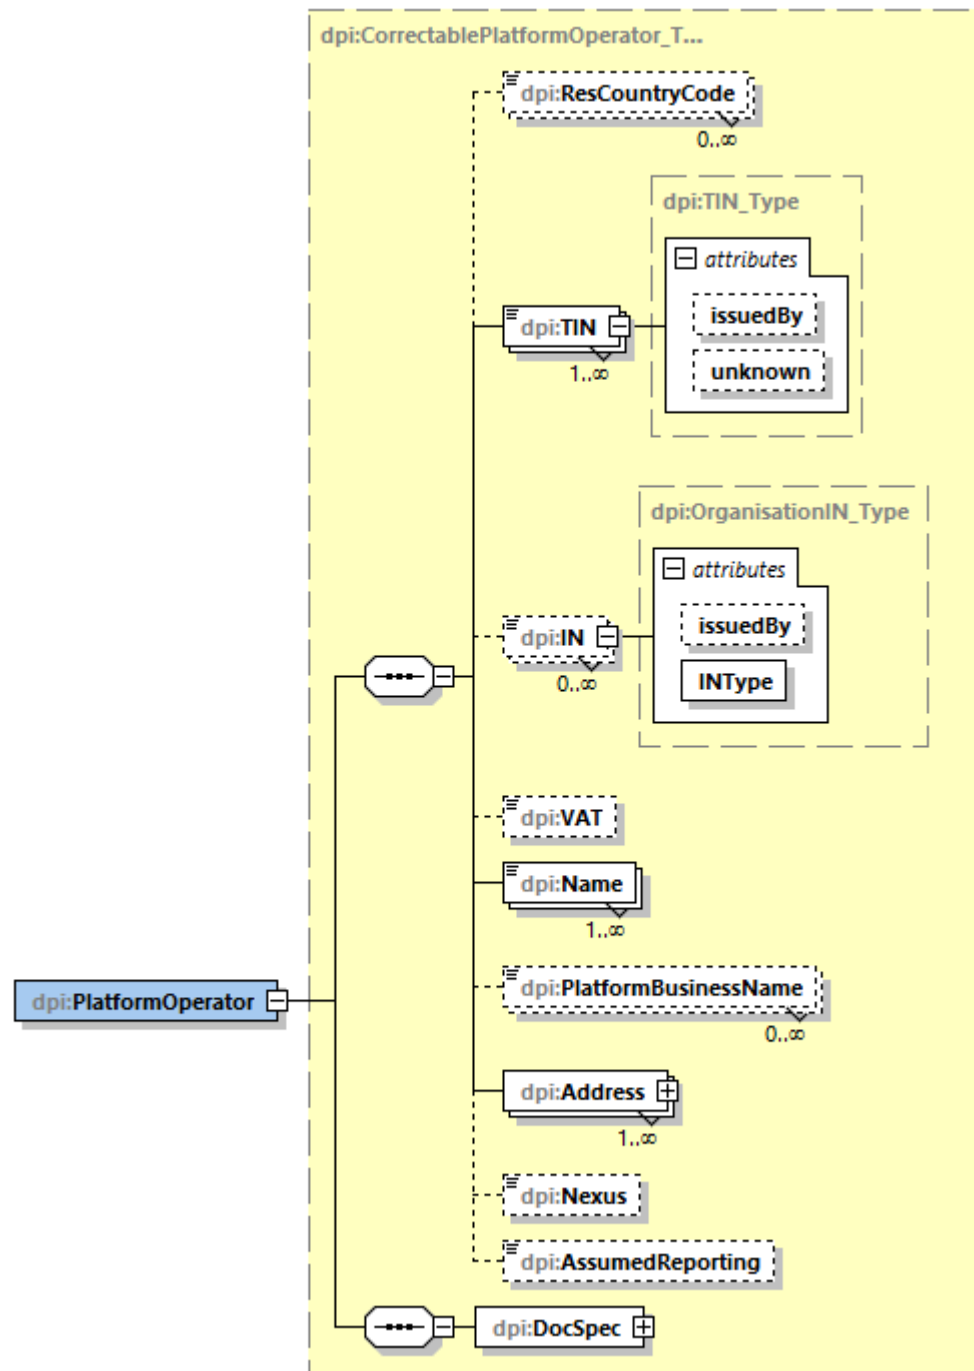 dpi:CorrectablePlatformOperator_T...
dpi:ResCountryCode
0..∞
dpi:TIN_Type
attributes
issuedBy
unknown
dpi:TIN
1..∞
dpi:OrganisationIN_Type
attributes
issuedBy
INType
dpi:IN
0..∞
dpi:VAT
dpi:Name
1..∞
dpi:PlatformOperator
dpi:PlatformBusinessName
0..∞
dpi:Address
1..∞
dpi:Nexus
dpi:AssumedReporting
dpi:DocSpec